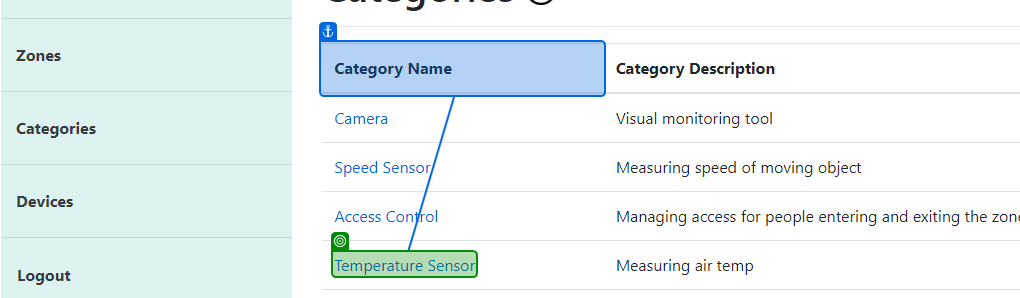 Categories
Zones
Categories
Devices
Logout
Category Name Category Description
Camera Visual monitoring tool
Speed Sensor Measuring speed of moving object
Access Control Managing access for people entering and exiting the zone
Temperature Sensor Measuring air temp